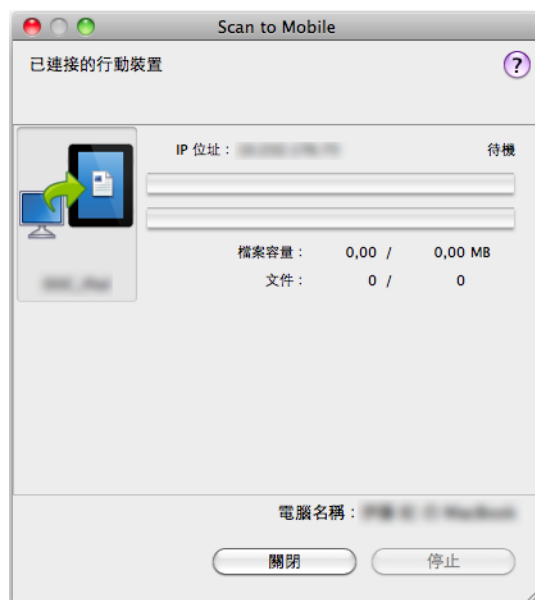 Scan to Mobile
已連接的行動裝置
?
IP 位址：
待機
檔案容量： 0,00 / 0,00 MB
文件： 0 / 0
電腦名稱：
關閉
停止